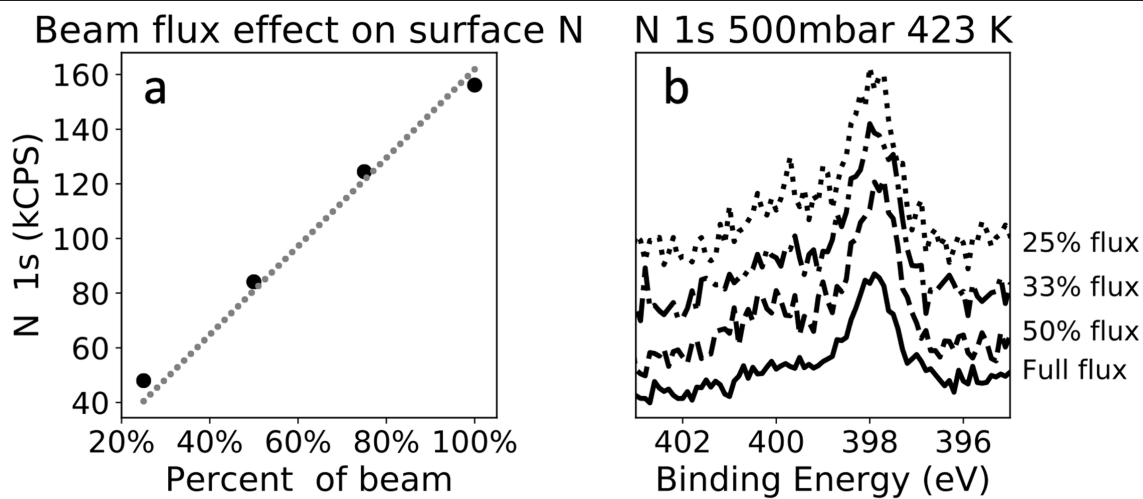 Beam flux effect on surface N
a
160
140
120
100
80
60
40
N 1s (kCPS)
20% 40% 60% 80% 100%
Percent of beam
N 1s 500mbar 423 K
b
25% flux
33% flux
50% flux
Full flux
402 400 398 396
Binding Energy (eV)